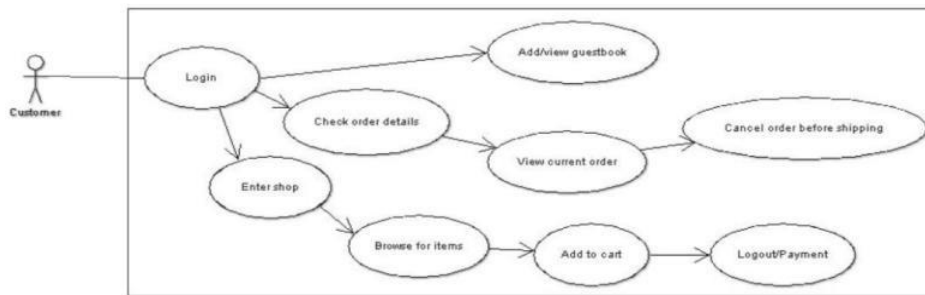 Add/view guestbook
Login
Customer
Check order details
Cancel order before shipping
View current order
Enter shop
Browse for items
Add to cart
Logout/Payment